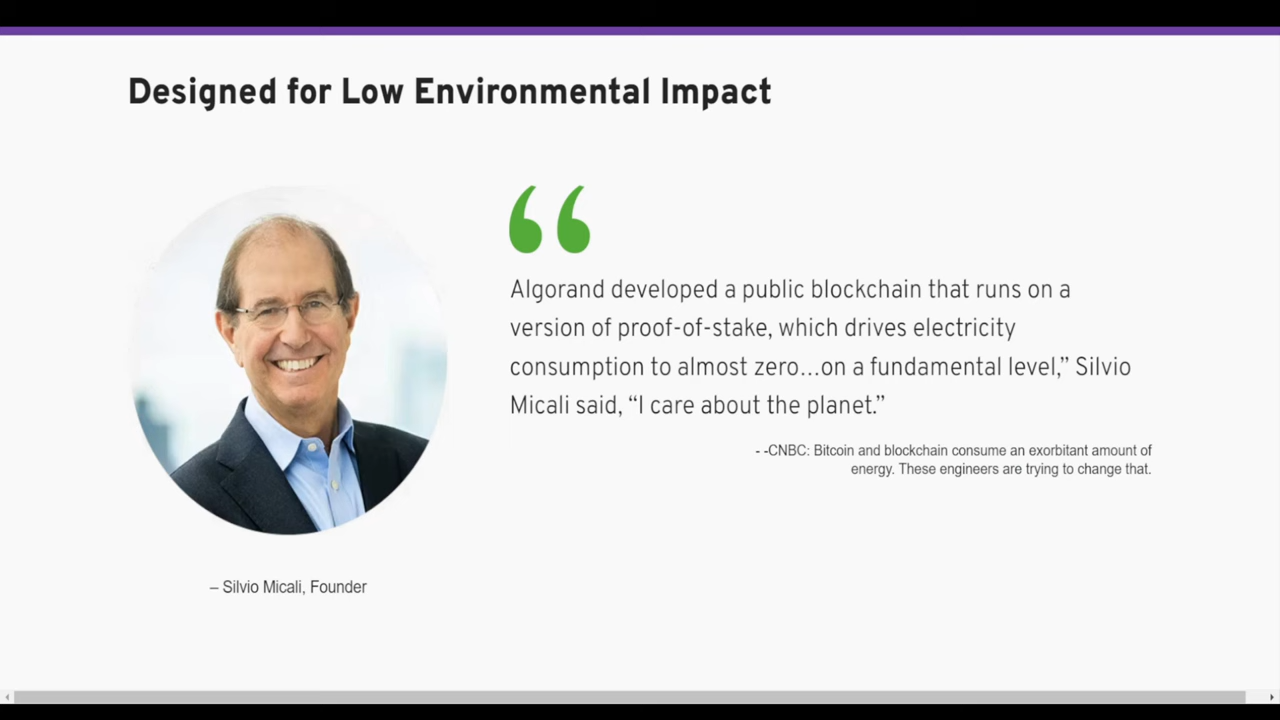 Designed for Low Environmental Impact
“
Algorand developed a public blockchain that runs on a
version of proof-of-stake, which drives electricity
consumption to almost zero...on a fundamental level,” Silvio
Micali said, “I care about the planet.”
- -CNBC: Bitcoin and blockchain consume an exorbitant amount of
energy. These engineers are trying to change that.
– Silvio Micali, Founder